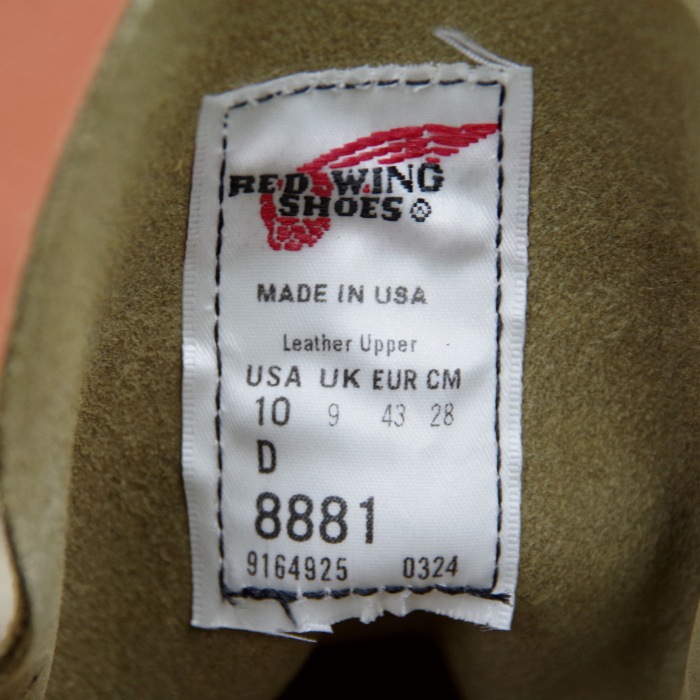 RED WING
SHOES
MADE IN USA
Leather Upper
USA UK EUR CM
10 9 43 28
D
8881
9164925 0324